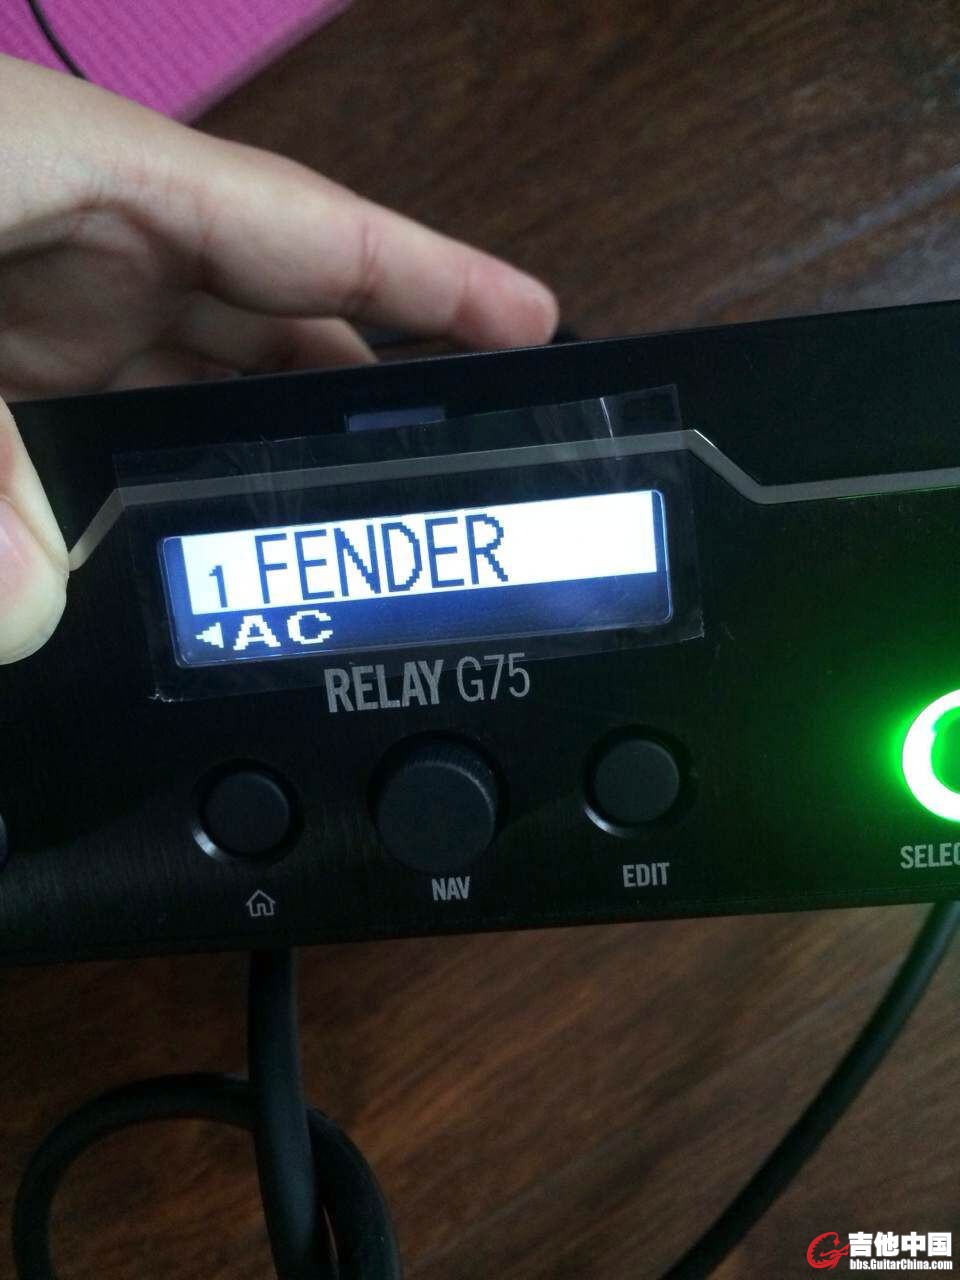 1 FENDER
◄AC
RELAY G75
NAV
EDIT
SELEC
吉他中国
bbs.GuitarChina.com